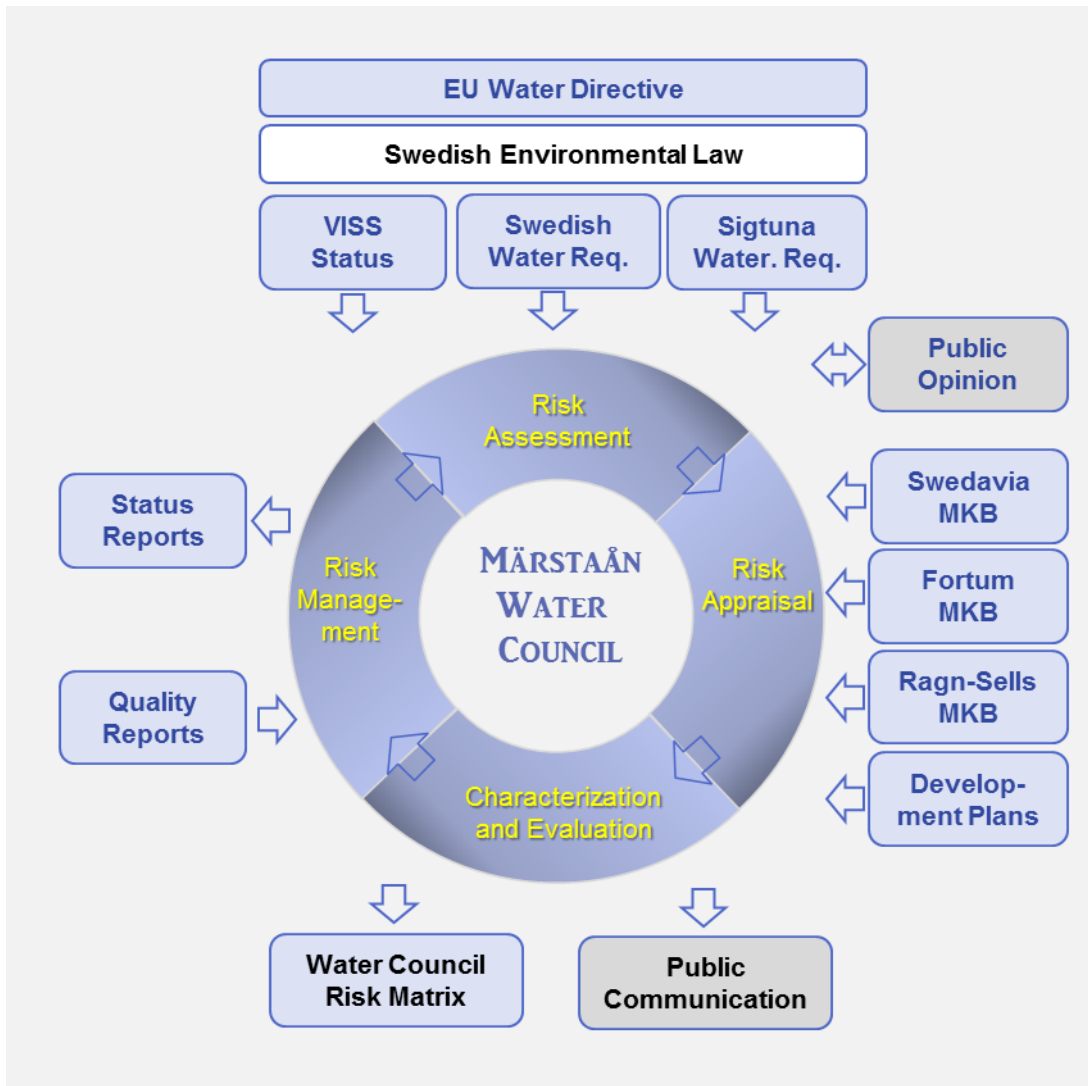 EU Water Directive
Swedish Environmental Law
VISS
Status
Swedish
Water Req.
Sigtuna
Water. Req.
Public
Opinion
Risk
Assessment
Swedavia
MKB
Status
Reports
Risk
Manage-
ment
MÄRSTAÅN
WATER
COUNCIL
Risk
Appraisal
Fortum
MKB
Ragn-Sells
MKB
Quality
Reports
Develop-
ment Plans
Characterization
and Evaluation
Water Council
Risk Matrix
Public
Communication